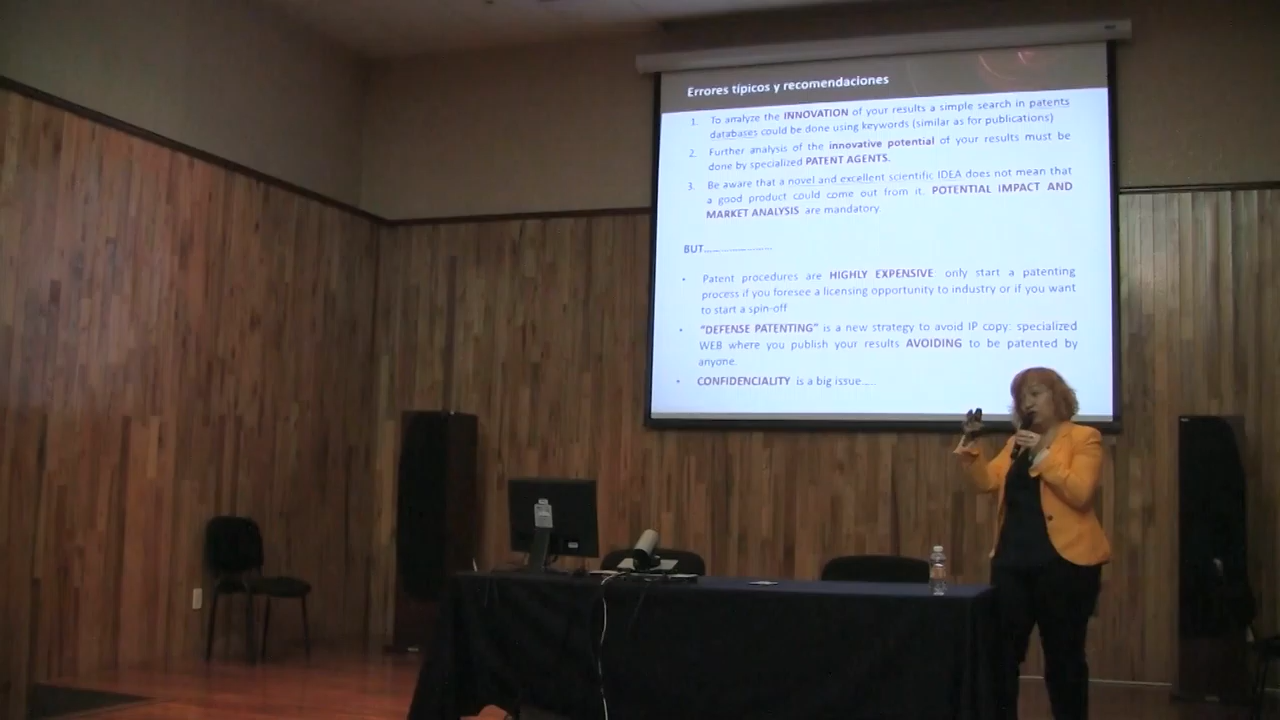 Errores típicos y recomendaciones
1. To analyze the INNOVATION of your results a simple search in patents
databases could be done using keywords (similar as for publications)
2. Further analysis of the innovative potential of your results must be
done by specialized PATENT AGENTS.
3. Be aware that a novel and excellent scientific IDEA does not mean that
a good product could come out from it. POTENTIAL IMPACT AND
MARKET ANALYSIS are mandatory
BUT....................
• Patent procedures are HIGHLY EXPENSIVE: only start a patenting
process if you foresee a licensing opportunity to industry or if you want
to start a spin-off
• "DEFENSE PATENTING" is a new strategy to avoid IP copy: specialized
WEB where you publish your results AVOIDING to be patented by
anyone.
• CONFIDENCIALITY is a big issue.....